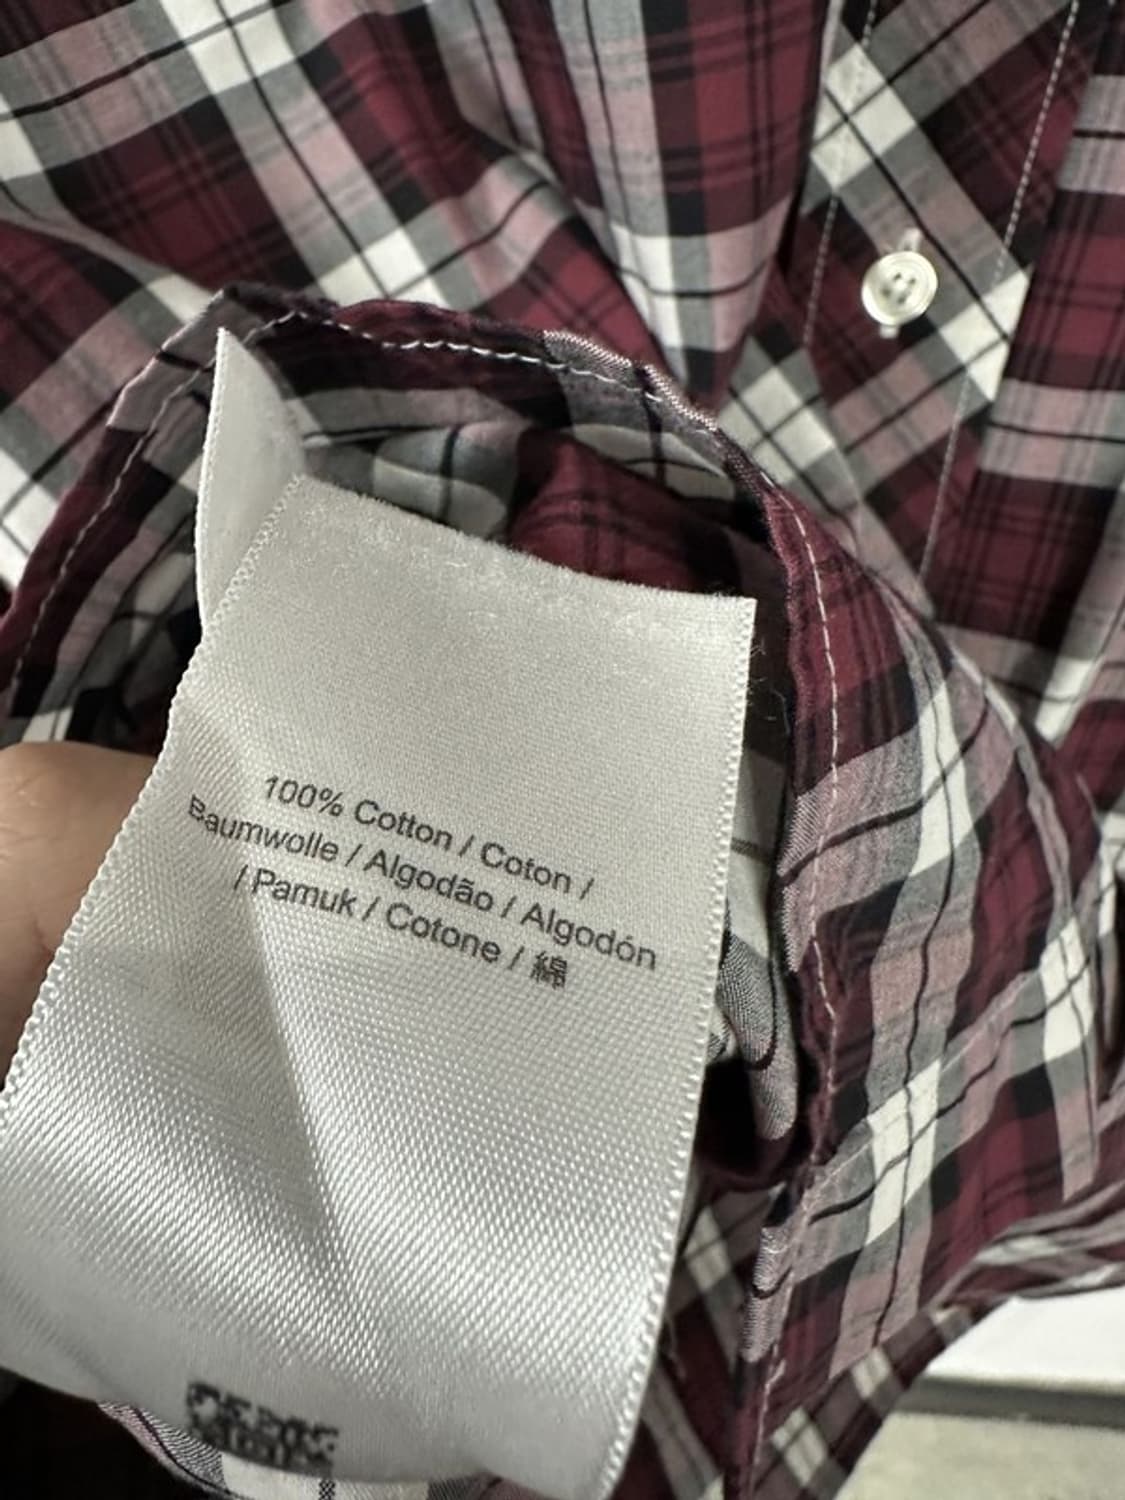 100% Cotton / Coton /
Baumwolle / Algodão / Algodón
/ Pamuk / Cotone / 綿